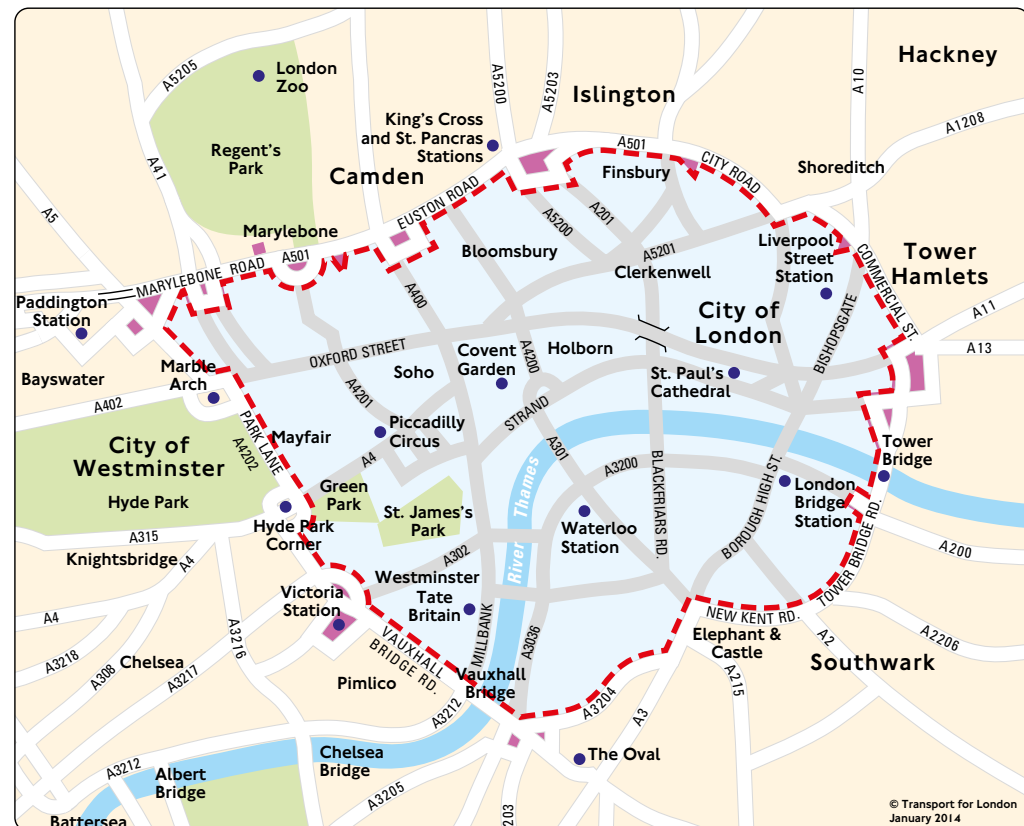 Hackney
A5205
London
Zoo
A5200
A5203
Islington
A10
A1208
King's Cross
and St. Pancras
Stations
A501
CITY ROAD
Regent's
Park
A41
Camden
EUSTON ROAD
Finsbury
Shoreditch
A5
A5200
A201
Marylebone
A501
MARYLEBONE ROAD
Bloomsbury
A5201
Clerkenwell
Liverpool
Street
Station
COMMERCIAL ST.
Tower
Hamlets
Paddington
Station
A400
City of
London
BISHOPSGATE
A11
A13
OXFORD STREET
Covent
Garden
A4200
Holborn
Marble
Arch
Soho
St. Paul's
Cathedral
Bayswater
A402
A4201
STRAND
PARK LANE
A4202
Mayfair
Piccadilly
Circus
City of
Westminster
Hyde Park
A4
A301
A3200
BLACKFRIARS RD.
BOROUGH HIGH ST.
Tower
Bridge
Green
Park
St. James's
Park
River Thames
London
Bridge
Station
Hyde Park
Corner
Waterloo
Station
A315
Knightsbridge
A4
A302
TOWER BRIDGE RD.
A200
Victoria
Station
Westminster
Tate
Britain
MILLBANK
A3036
NEW KENT RD.
A4
A3216
VAUXHALL
BRIDGE RD.
Elephant &
Castle
A2
A2206
A3218
A308
Chelsea
A3217
Pimlico
Vauxhall
Bridge
A215
Southwark
A3212
A3204
A3
The Oval
A3212
Albert
Bridge
Chelsea
Bridge
A3205
203
Battersea
© Transport for London
January 2014